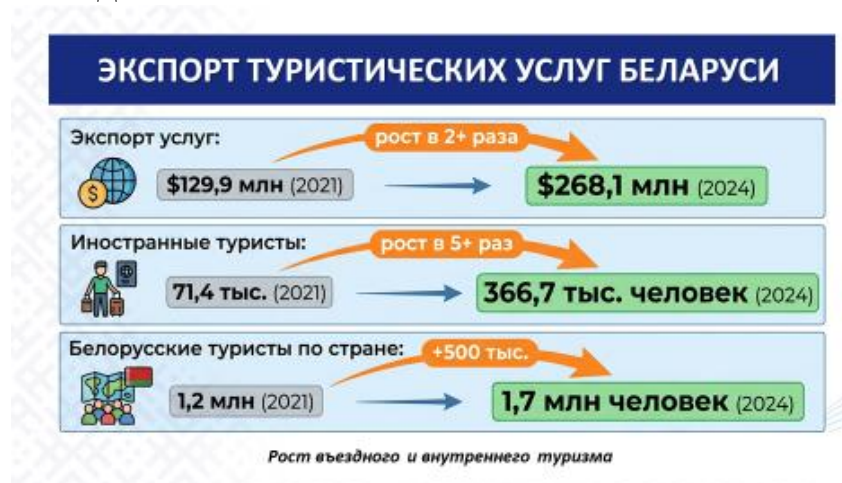 ЭКСПОРТ ТУРИСТИЧЕСКИХ УСЛУГ БЕЛАРУСИ
Экспорт услуг:
рост в 2+ раза
$129,9 млн (2021)
$268,1 млн (2024)
Иностранные туристы:
рост в 5+ раз
71,4 тыс. (2021)
366,7 тыс. человек (2024)
Белорусские туристы по стране:
+500 тыс.
1,2 млн (2021)
1,7 млн человек (2024)
Рост въездного и внутреннего туризма